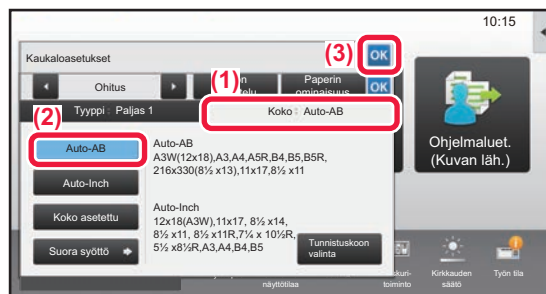 10:15
Kaukaloasetukset
(3)
OK
Ohitus
(1)
Paperin
ominaisuus
OK
(2)
Tyyppi : Paljas 1
Koko : Auto-AB
Auto-AB
Auto-AB
A3W(12x18),A3,A4,A5R,B4,B5,B5R,
216x330(8½ x13),11x17,8½ x11
Auto-Inch
Koko asetettu
Auto-Inch
12x18(A3W),11x17, 8½ x14,
8½ x11, 8½ x11R,7¼ x 10½R,
5½ x8½R,A3,A4,B4,B5
Suora syöttö
Tunnistuskoon
valinta
Ohjelmaluet.
(Kuvan läh.)
näyttötilaa
toiminto
Kirkkauden
säätö
Työn tila